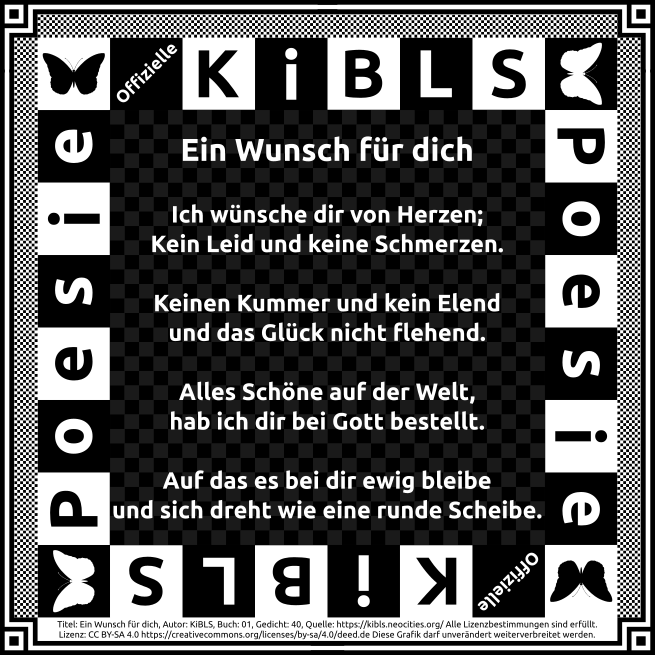 Offizielle
KiBLS
Poesie
Ein Wunsch für dich
Ich wünsche dir von Herzen;
Kein Leid und keine Schmerzen.
Keinen Kummer und kein Elend
und das Glück nicht flehend.
Alles Schöne auf der Welt,
hab ich dir bei Gott bestellt.
Auf das es bei dir ewig bleibe
und sich dreht wie eine runde Scheibe.
Offizielle
KiBLS
Poesie
Titel: Ein Wunsch für dich, Autor: KiBLS, Buch: 01, Gedicht: 40, Quelle: https://kibls.neocities.org/ Alle Lizenzbestimmungen sind erfüllt.
Lizenz: CC BY-SA 4.0 https://creativecommons.org/licenses/by-sa/4.0/deed.de Diese Grafik darf unverändert weiterverbreitet werden.